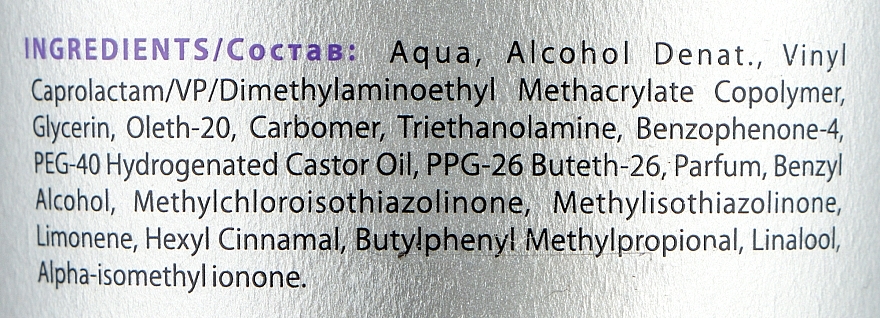 INGREDIENTS/Состав: Aqua, Alcohol Denat., Vinyl
Caprolactam/VP/Dimethylaminoethyl Methacrylate Copolymer,
Glycerin, Oleth-20, Carbomer, Triethanolamine, Benzophenone-4,
PEG-40 Hydrogenated Castor Oil, PPG-26 Buteth-26, Parfum, Benzyl
Alcohol, Methylchloroisothiazolinone, Methylisothiazolinone,
Limonene, Hexyl Cinnamal, Butylphenyl Methylpropional, Linalool,
Alpha-isomethyl ionone.